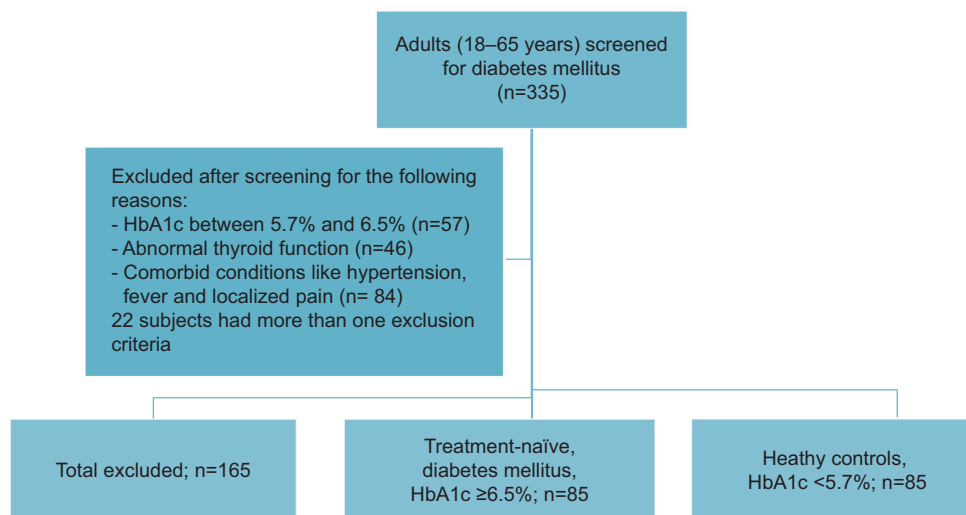 Adults (18–65 years) screened
for diabetes mellitus
(n=335)
Excluded after screening for the following
reasons:
- HbA1c between 5.7% and 6.5% (n=57)
- Abnormal thyroid function (n=46)
- Comorbid conditions like hypertension,
fever and localized pain (n= 84)
22 subjects had more than one exclusion
criteria
Total excluded; n=165
Treatment-naïve,
diabetes mellitus,
HbA1c ≥6.5%; n=85
Heathy controls,
HbA1c <5.7%; n=85